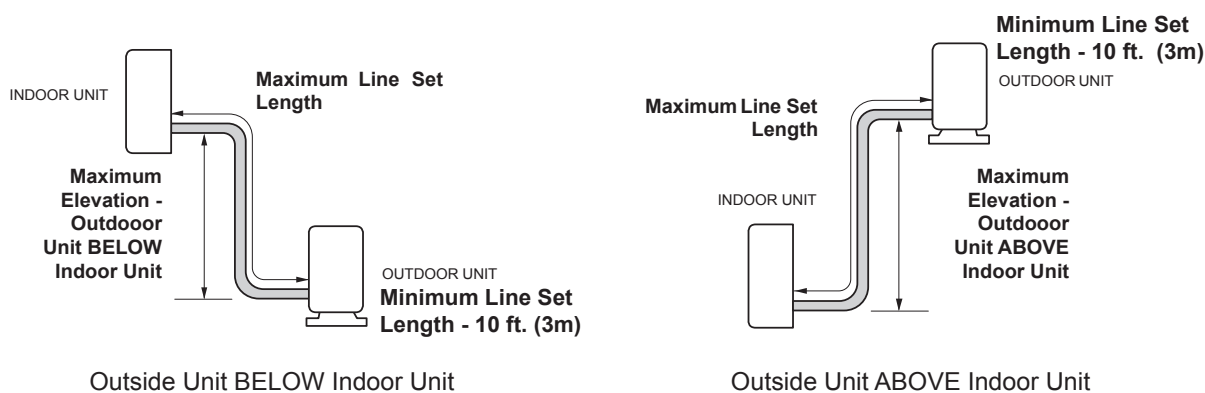 INDOOR UNIT
Maximum Line Set
Length
Maximum
Elevation -
Outdooor
Unit BELOW
Indoor Unit
OUTDOOR UNIT
Minimum Line Set
Length - 10 ft. (3m)
Outside Unit BELOW Indoor Unit
Minimum Line Set
Length - 10 ft. (3m)
OUTDOOR UNIT
Maximum Line Set
Length
INDOOR UNIT
Maximum
Elevation -
Outdooor
Unit ABOVE
Indoor Unit
Outside Unit ABOVE Indoor Unit